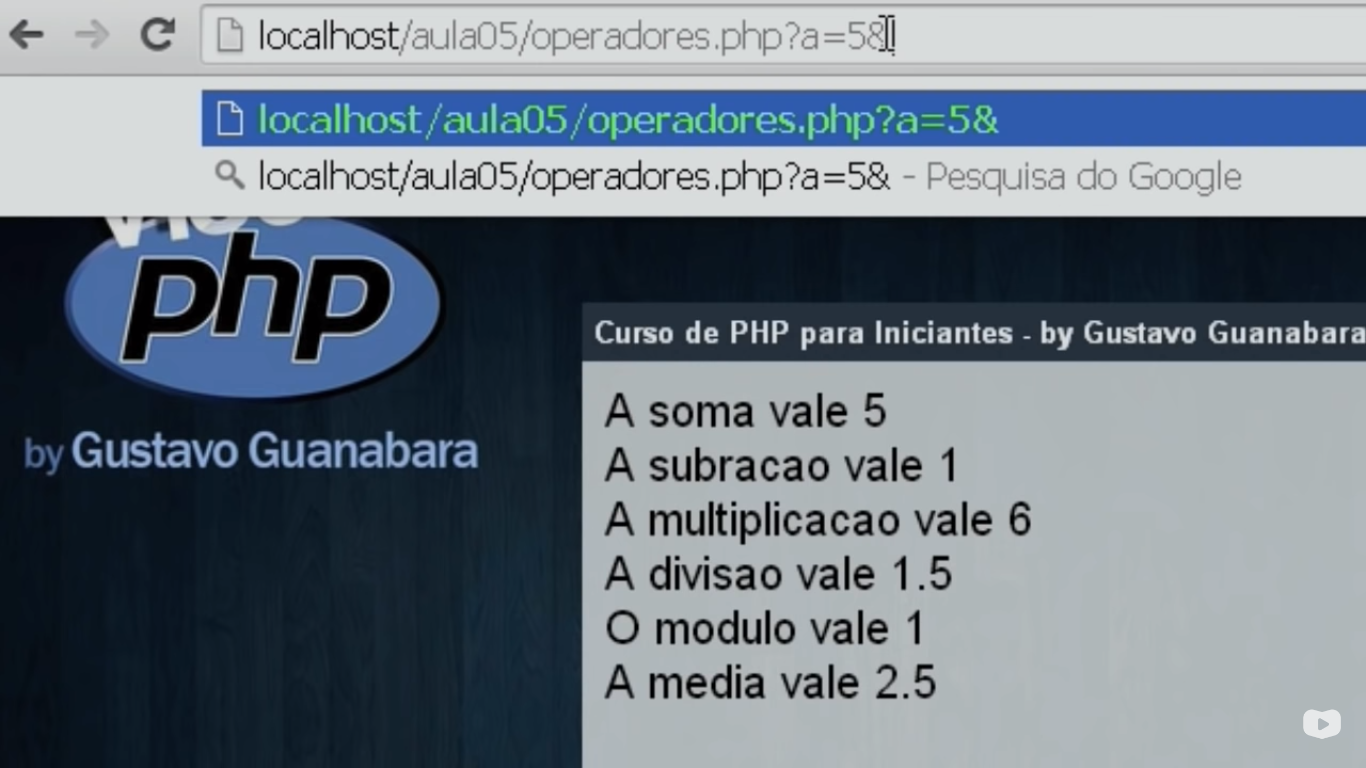 localhost/aula05/operadores.php?a=5&
localhost/aula05/operadores.php?a=5&
localhost/aula05/operadores.php?a=5& - Pesquisa do Google
php
by Gustavo Guanabara
Curso de PHP para Iniciantes - by Gustavo Guanabara
A soma vale 5
A subracao vale 1
A multiplicacao vale 6
A divisao vale 1.5
O modulo vale 1
A media vale 2.5